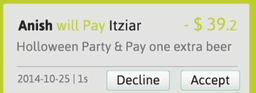 Anish will Pay Itziar - $ 39.2
Holloween Party & Pay one extra beer
2014-10-25 | 1s Decline Accept